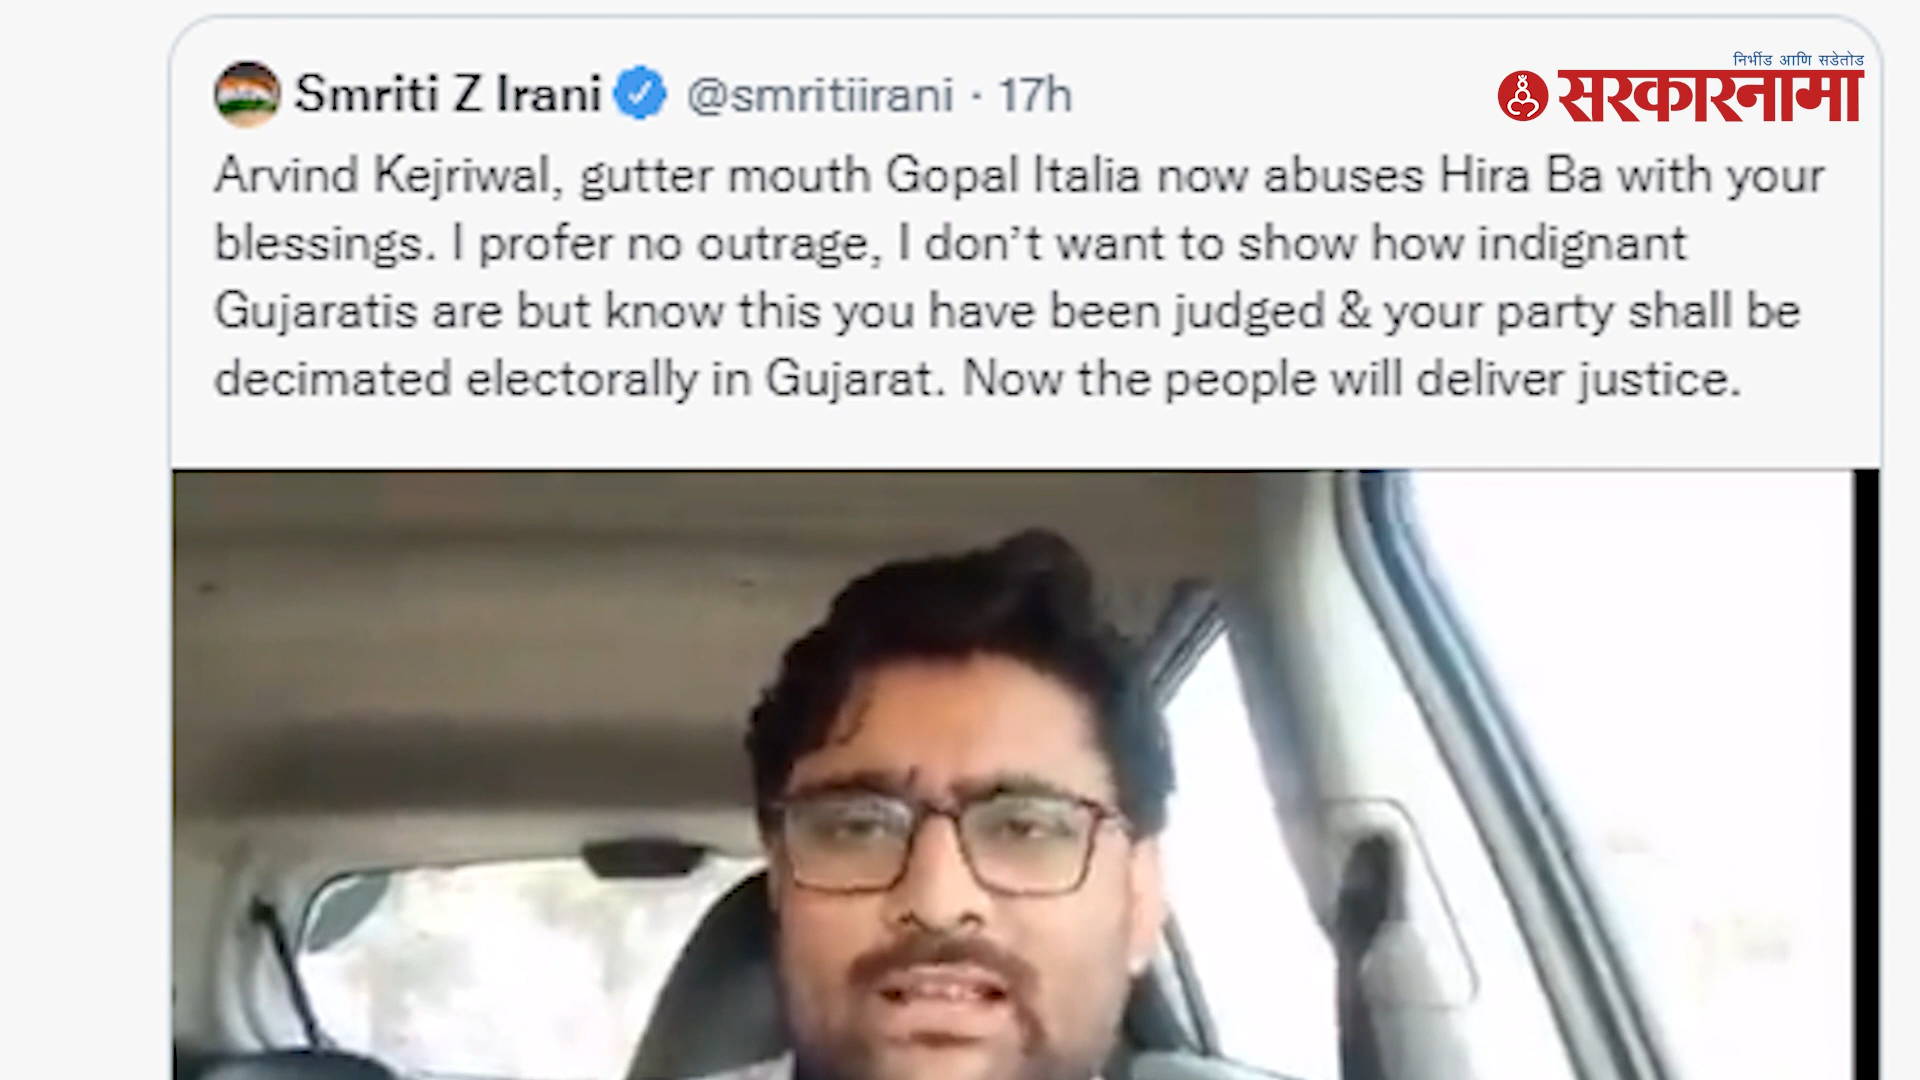 निर्भीड आणि सडेतोड
सरकारनामा
Smriti Z Irani @smritiirani · 17h
Arvind Kejriwal, gutter mouth Gopal Italia now abuses Hira Ba with your
blessings. I profer no outrage, I don’t want to show how indignant
Gujaratis are but know this you have been judged & your party shall be
decimated electorally in Gujarat. Now the people will deliver justice.